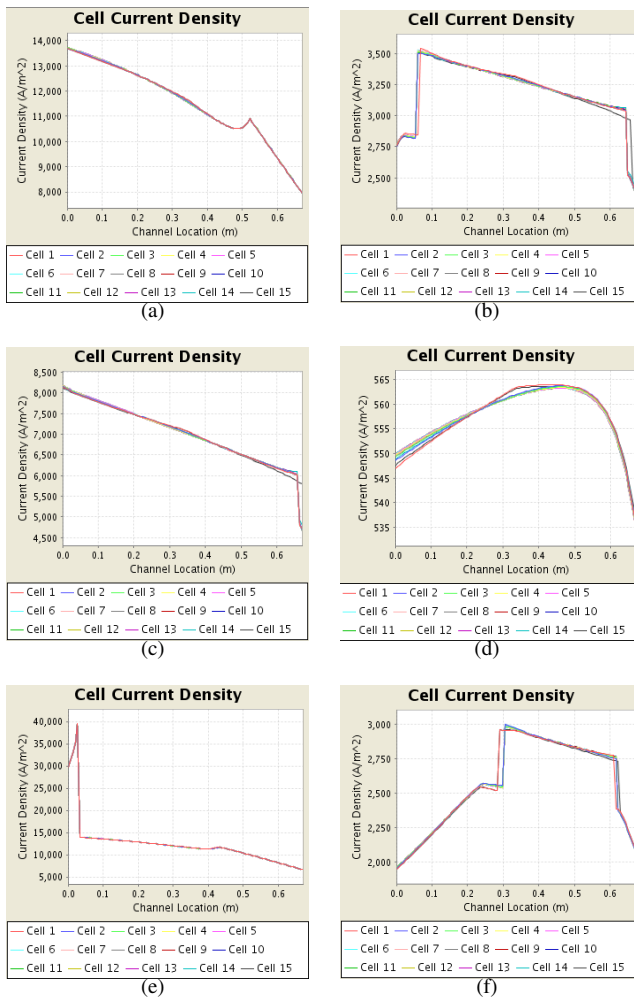 Cell Current Density
Current Density (A/m^2)
14,000
13,000
12,000
11,000
10,000
9,000
8,000
0.0 0.1 0.2 0.3 0.4 0.5 0.6
Channel Location (m)
Cell 1 Cell 2 Cell 3 Cell 4 Cell 5
Cell 6 Cell 7 Cell 8 Cell 9 Cell 10
Cell 11 Cell 12 Cell 13 Cell 14 Cell 15
(a)
Cell Current Density
Current Density (A/m^2)
3,500
3,250
3,000
2,750
2,500
0.0 0.1 0.2 0.3 0.4 0.5 0.6
Channel Location (m)
Cell 1 Cell 2 Cell 3 Cell 4 Cell 5
Cell 6 Cell 7 Cell 8 Cell 9 Cell 10
Cell 11 Cell 12 Cell 13 Cell 14 Cell 15
(b)
Cell Current Density
Current Density (A/m^2)
8,500
8,000
7,500
7,000
6,500
6,000
5,500
5,000
4,500
0.0 0.1 0.2 0.3 0.4 0.5 0.6
Channel Location (m)
Cell 1 Cell 2 Cell 3 Cell 4 Cell 5
Cell 6 Cell 7 Cell 8 Cell 9 Cell 10
Cell 11 Cell 12 Cell 13 Cell 14 Cell 15
(c)
Cell Current Density
Current Density (A/m^2)
565
560
555
550
545
540
535
0.0 0.1 0.2 0.3 0.4 0.5 0.6
Channel Location (m)
Cell 1 Cell 2 Cell 3 Cell 4 Cell 5
Cell 6 Cell 7 Cell 8 Cell 9 Cell 10
Cell 11 Cell 12 Cell 13 Cell 14 Cell 15
(d)
Cell Current Density
Current Density (A/m^2)
40,000
35,000
30,000
25,000
20,000
15,000
10,000
5,000
0.0 0.1 0.2 0.3 0.4 0.5 0.6
Channel Location (m)
Cell 1 Cell 2 Cell 3 Cell 4 Cell 5
Cell 6 Cell 7 Cell 8 Cell 9 Cell 10
Cell 11 Cell 12 Cell 13 Cell 14 Cell 15
(e)
Cell Current Density
Current Density (A/m^2)
3,000
2,750
2,500
2,250
2,000
0.0 0.1 0.2 0.3 0.4 0.5 0.6
Channel Location (m)
Cell 1 Cell 2 Cell 3 Cell 4 Cell 5
Cell 6 Cell 7 Cell 8 Cell 9 Cell 10
Cell 11 Cell 12 Cell 13 Cell 14 Cell 15
(f)